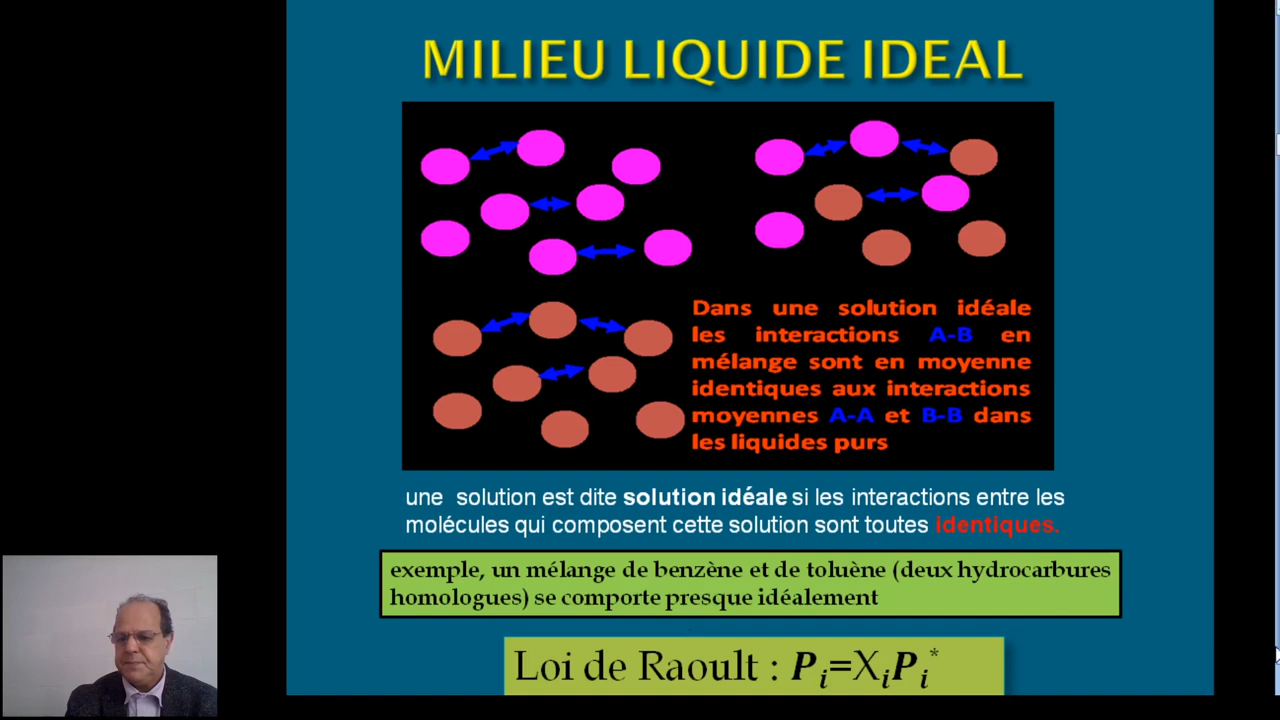 MILIEU LIQUIDE IDEAL
Dans une solution idéale
les interactions A-B en
mélange sont en moyenne
identiques aux interactions
moyennes A-A et B-B dans
les liquides purs
une solution est dite solution idéale si les interactions entre les
molécules qui composent cette solution sont toutes identiques.
exemple, un mélange de benzène et de toluène (deux hydrocarbures
homologues) se comporte presque idéalement
Loi de Raoult : Pi=XiPi*